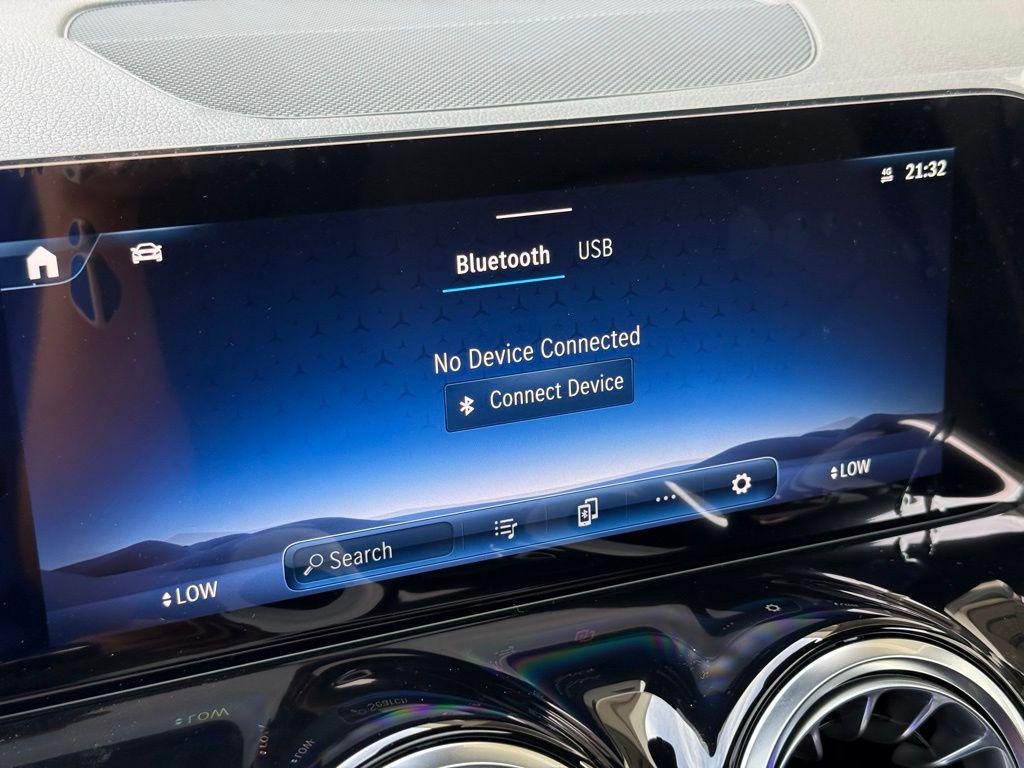 4G 21:32
Bluetooth USB
No Device Connected
Connect Device
LOW
Search
LOW